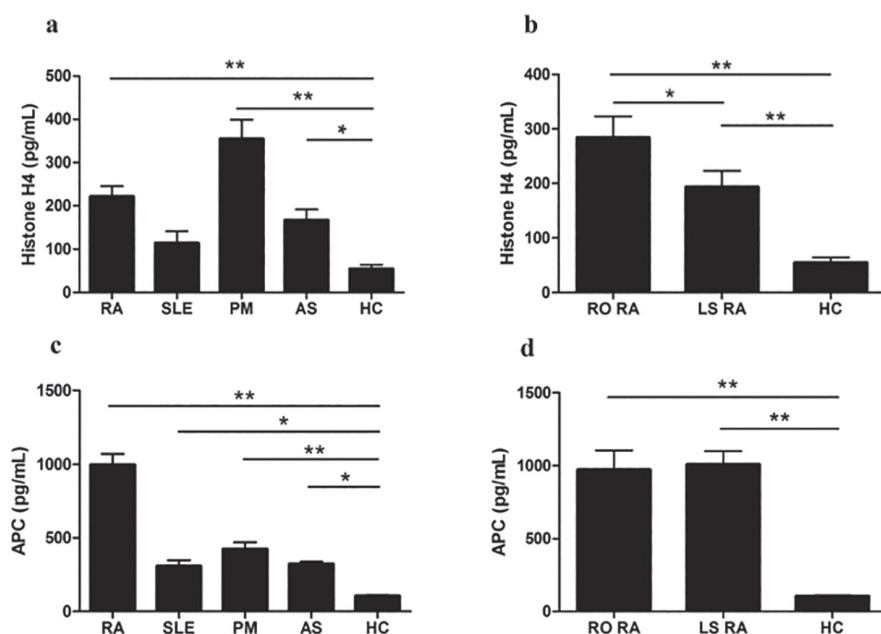 a
**
**
*
500
400
300
200
100
0
Histone H4 (pg/mL)
RA SLE PM AS HC
b
**
*
**
400
300
200
100
0
Histone H4 (pg/mL)
RO RA LS RA HC
c
**
*
**
*
1500
1000
500
0
APC (pg/mL)
RA SLE PM AS HC
d
**
**
1500
1000
500
0
APC (pg/mL)
RO RA LS RA HC